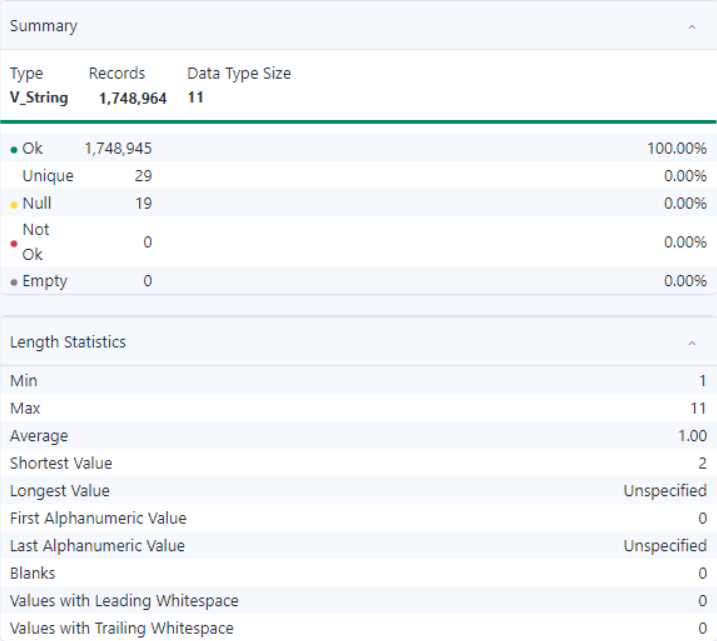 Summary
Type Records Data Type Size
V_String 1,748,964 11
Ok 1,748,945 100.00%
Unique 29 0.00%
Null 19 0.00%
Not
Ok 0 0.00%
Empty 0 0.00%
Length Statistics
Min 1
Max 11
Average 1.00
Shortest Value 2
Longest Value Unspecified
First Alphanumeric Value 0
Last Alphanumeric Value Unspecified
Blanks 0
Values with Leading Whitespace 0
Values with Trailing Whitespace 0